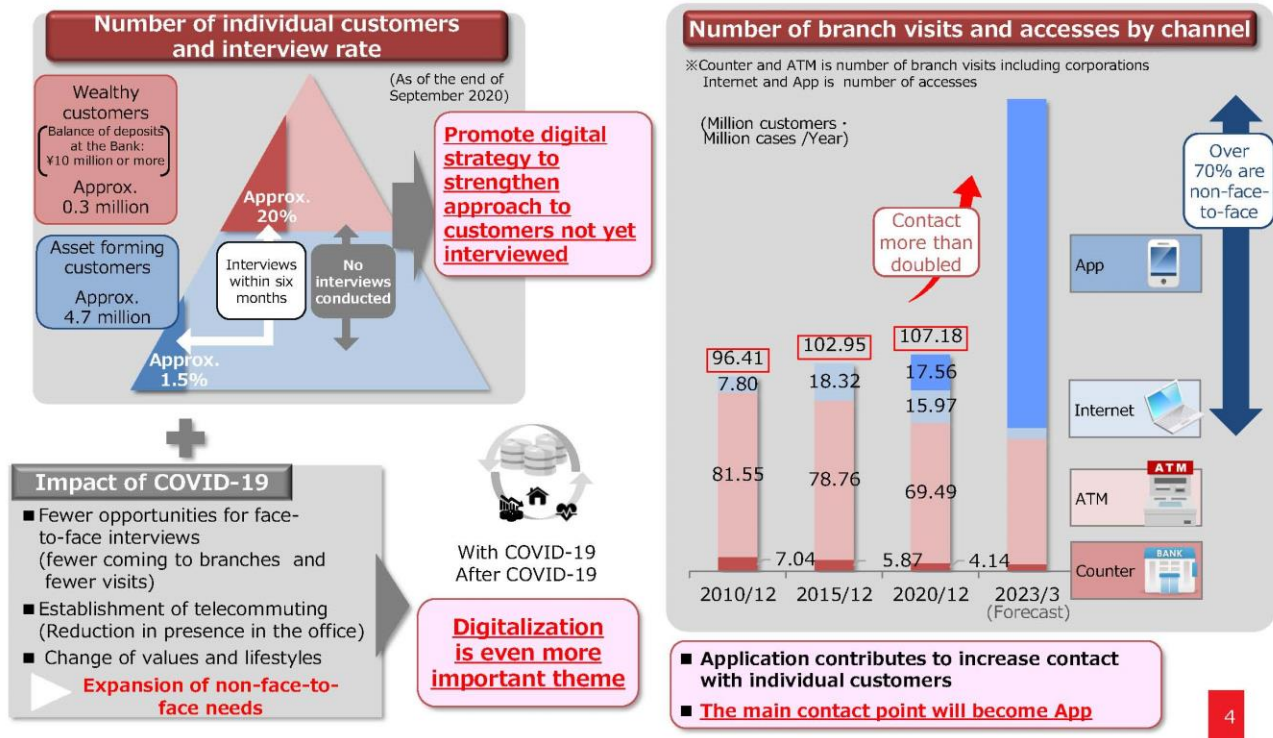 Number of individual customers
and interview rate
(As of the end of
September 2020)
Wealthy
customers
Balance of deposits
at the Bank:
¥10 million or more
Approx.
0.3 million
Asset forming
customers
Approx.
4.7 million
Approx.
20%
Interviews
within six
months
No
interviews
conducted
Approx.
1.5%
Promote digital
strategy to
strengthen
approach to
customers not yet
interviewed
Impact of COVID-19
■ Fewer opportunities for face-
to-face interviews
(fewer coming to branches and
fewer visits)
■ Establishment of telecommuting
(Reduction in presence in the office)
■ Change of values and lifestyles
Expansion of non-face-to-
face needs
With COVID-19
After COVID-19
Digitalization
is even more
important theme
Number of branch visits and accesses by channel
※Counter and ATM is number of branch visits including corporations
Internet and App is number of accesses
(Million customers・
Million cases /Year)
Contact
more than
doubled
Over
70% are
non-face-
to-face
App
Internet
ATM
ATM
BANK
Counter
96.41
7.80
81.55
7.04
102.95
18.32
78.76
5.87
107.18
17.56
15.97
69.49
4.14
2010/12 2015/12 2020/12 2023/3
(Forecast)
■ Application contributes to increase contact
with individual customers
■ The main contact point will become App
4